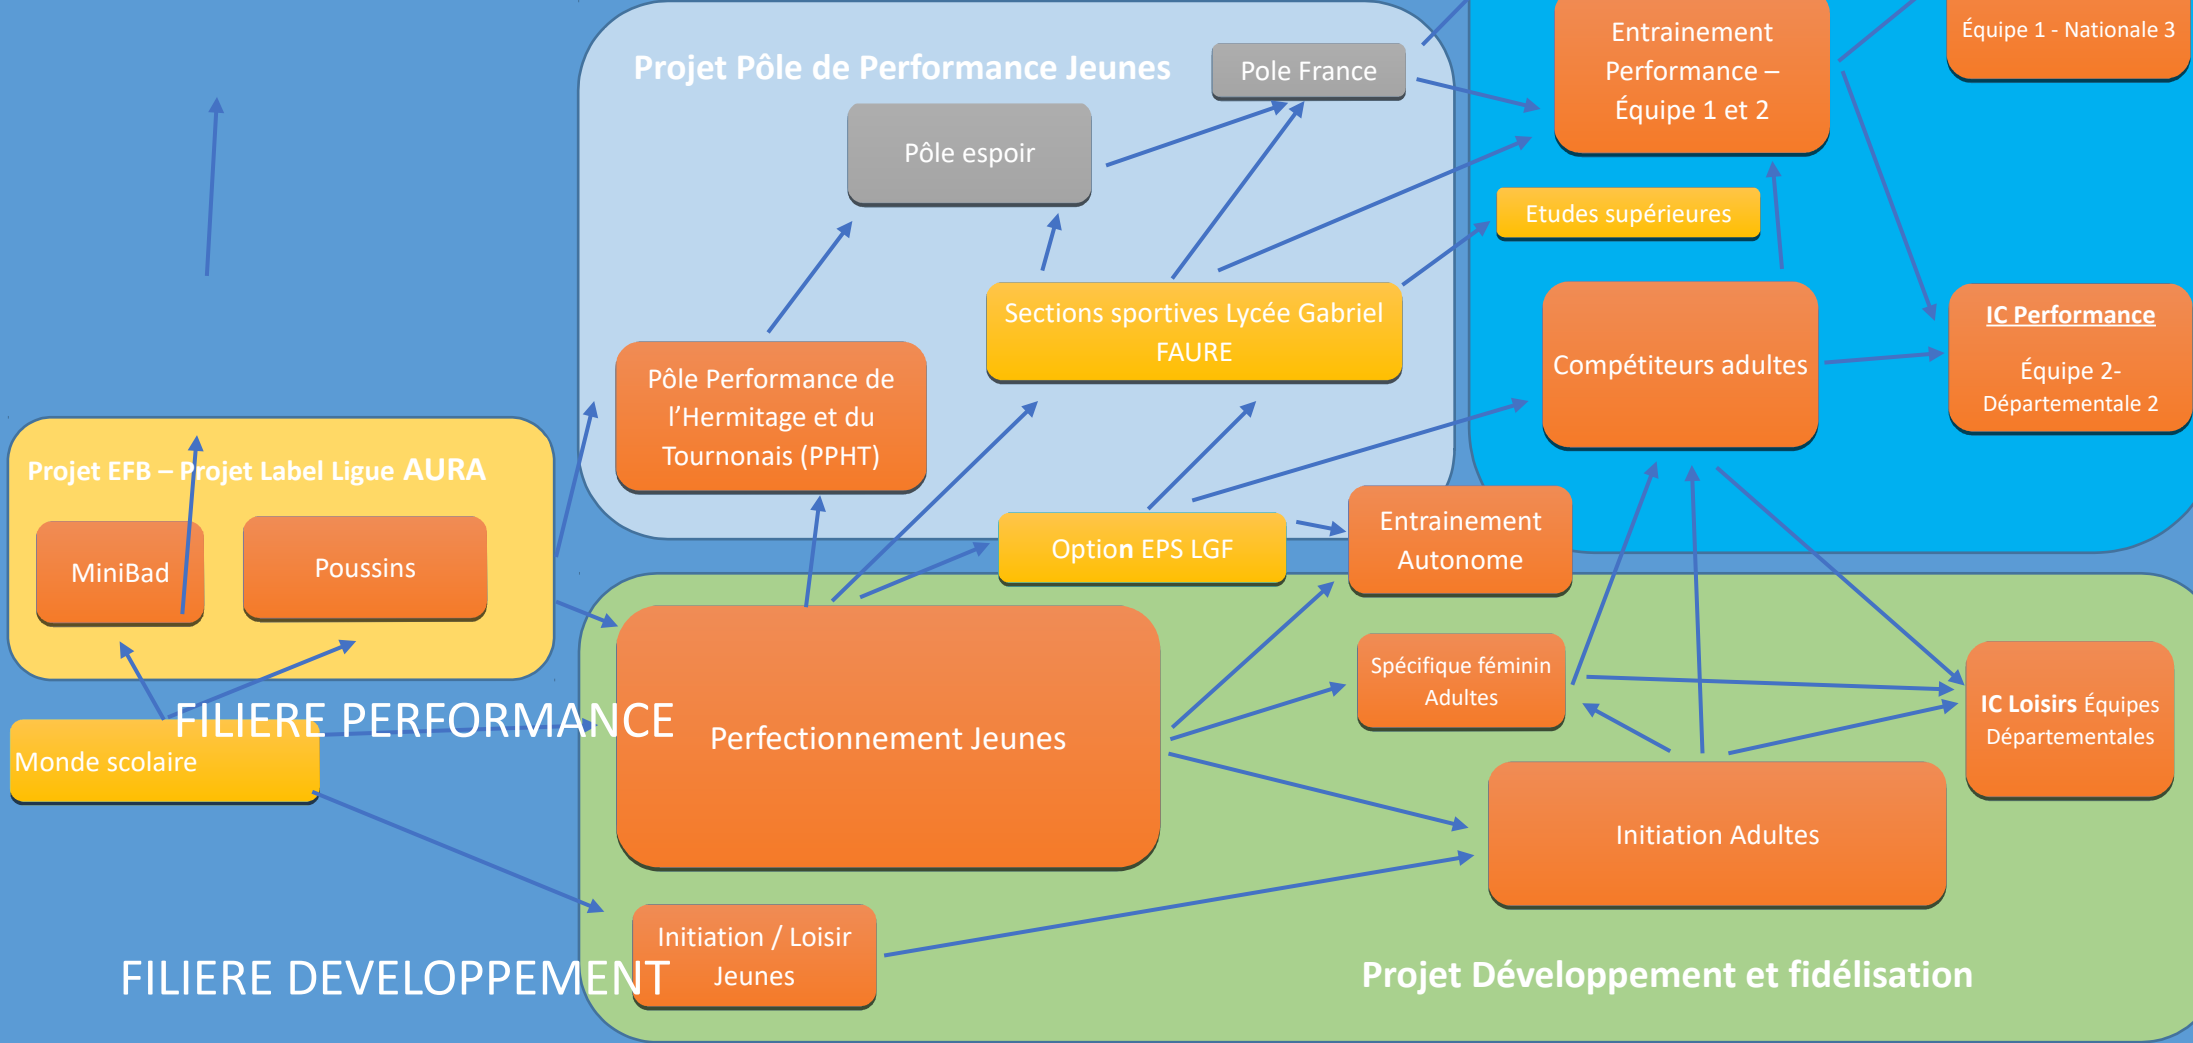 Projet Pôle de Performance Jeunes
Pole France
Pôle espoir
Entrainement
Performance –
Équipe 1 et 2
Équipe 1 - Nationale 3
Etudes supérieures
Sections sportives Lycée Gabriel
FAURE
Compétiteurs adultes
IC Performance
Équipe 2-
Départementale 2
Pôle Performance de
l'Hermitage et du
Tournonais (PPHT)
Projet EFB – Projet Label Ligue AURA
MiniBad
Poussins
Option EPS LGF
Entrainement
Autonome
Spécifique féminin
Adultes
FILIERE PERFORMANCE
Monde scolaire
Perfectionnement Jeunes
IC Loisirs Équipes
Départementales
Initiation Adultes
Initiation / Loisir
Jeunes
FILIERE DEVELOPPEMENT
Projet Développement et fidélisation